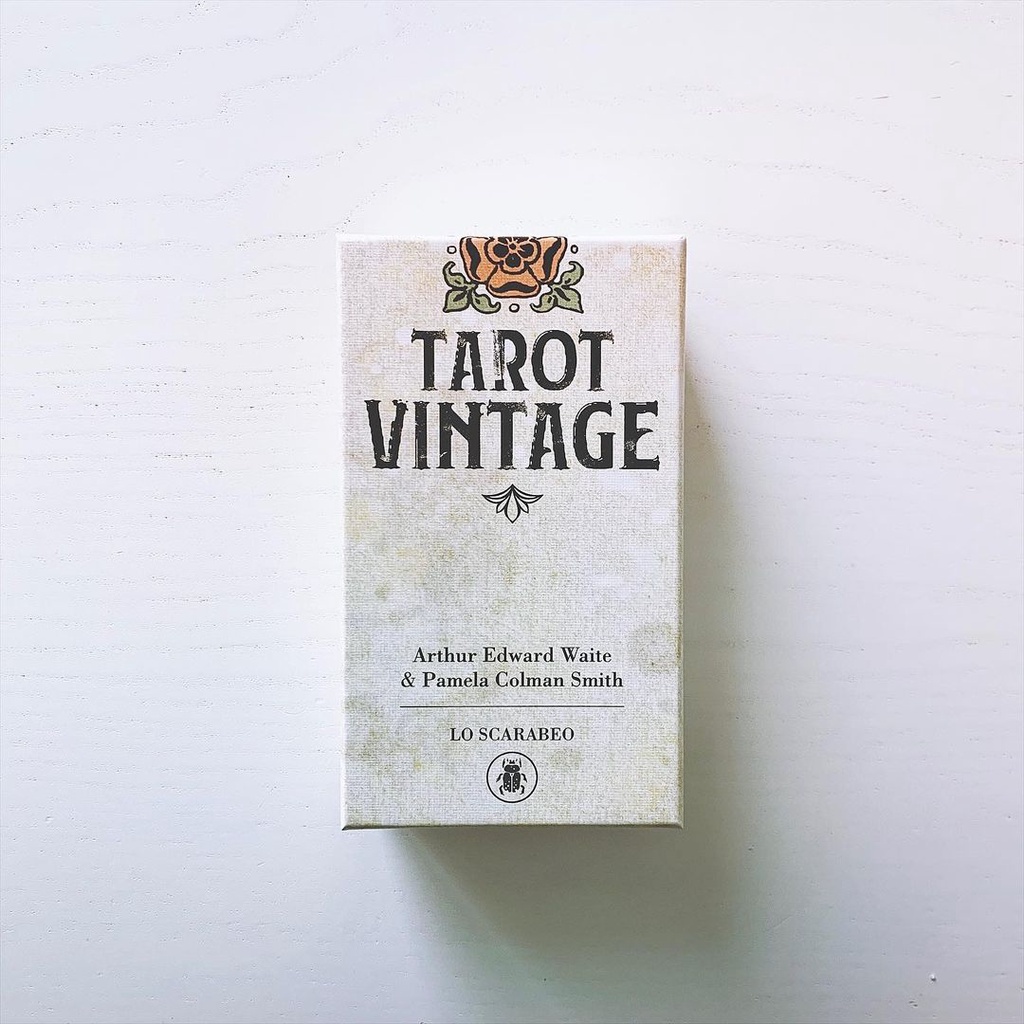 TAROT
VINTAGE
Arthur Edward Waite
& Pamela Colman Smith
LO SCARABEO